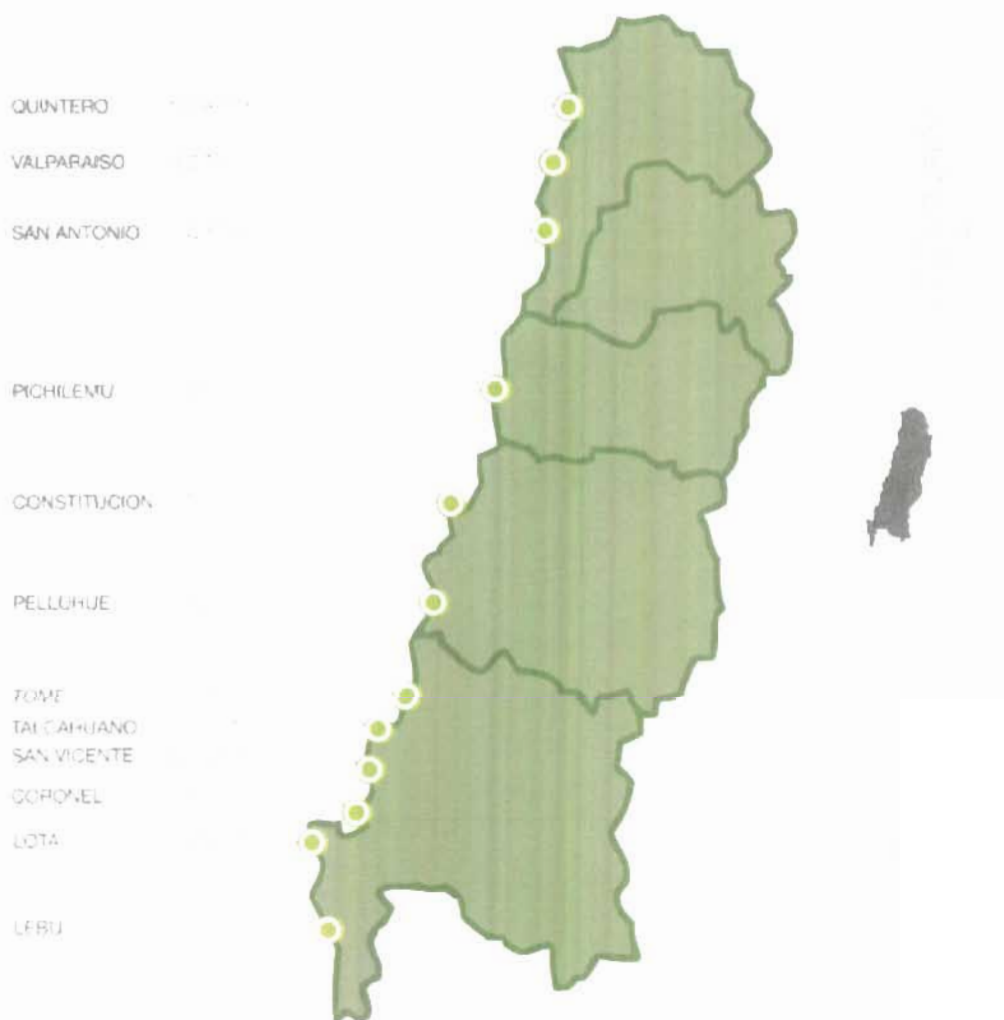 QUINTERO
VALPARAISO
SAN ANTONIO
PICHILEMU
CONSTITUCION
PELLUHUE
TOME
TALCAHUANO
SAN VICENTE
CORONEL
LOTA
LEBU